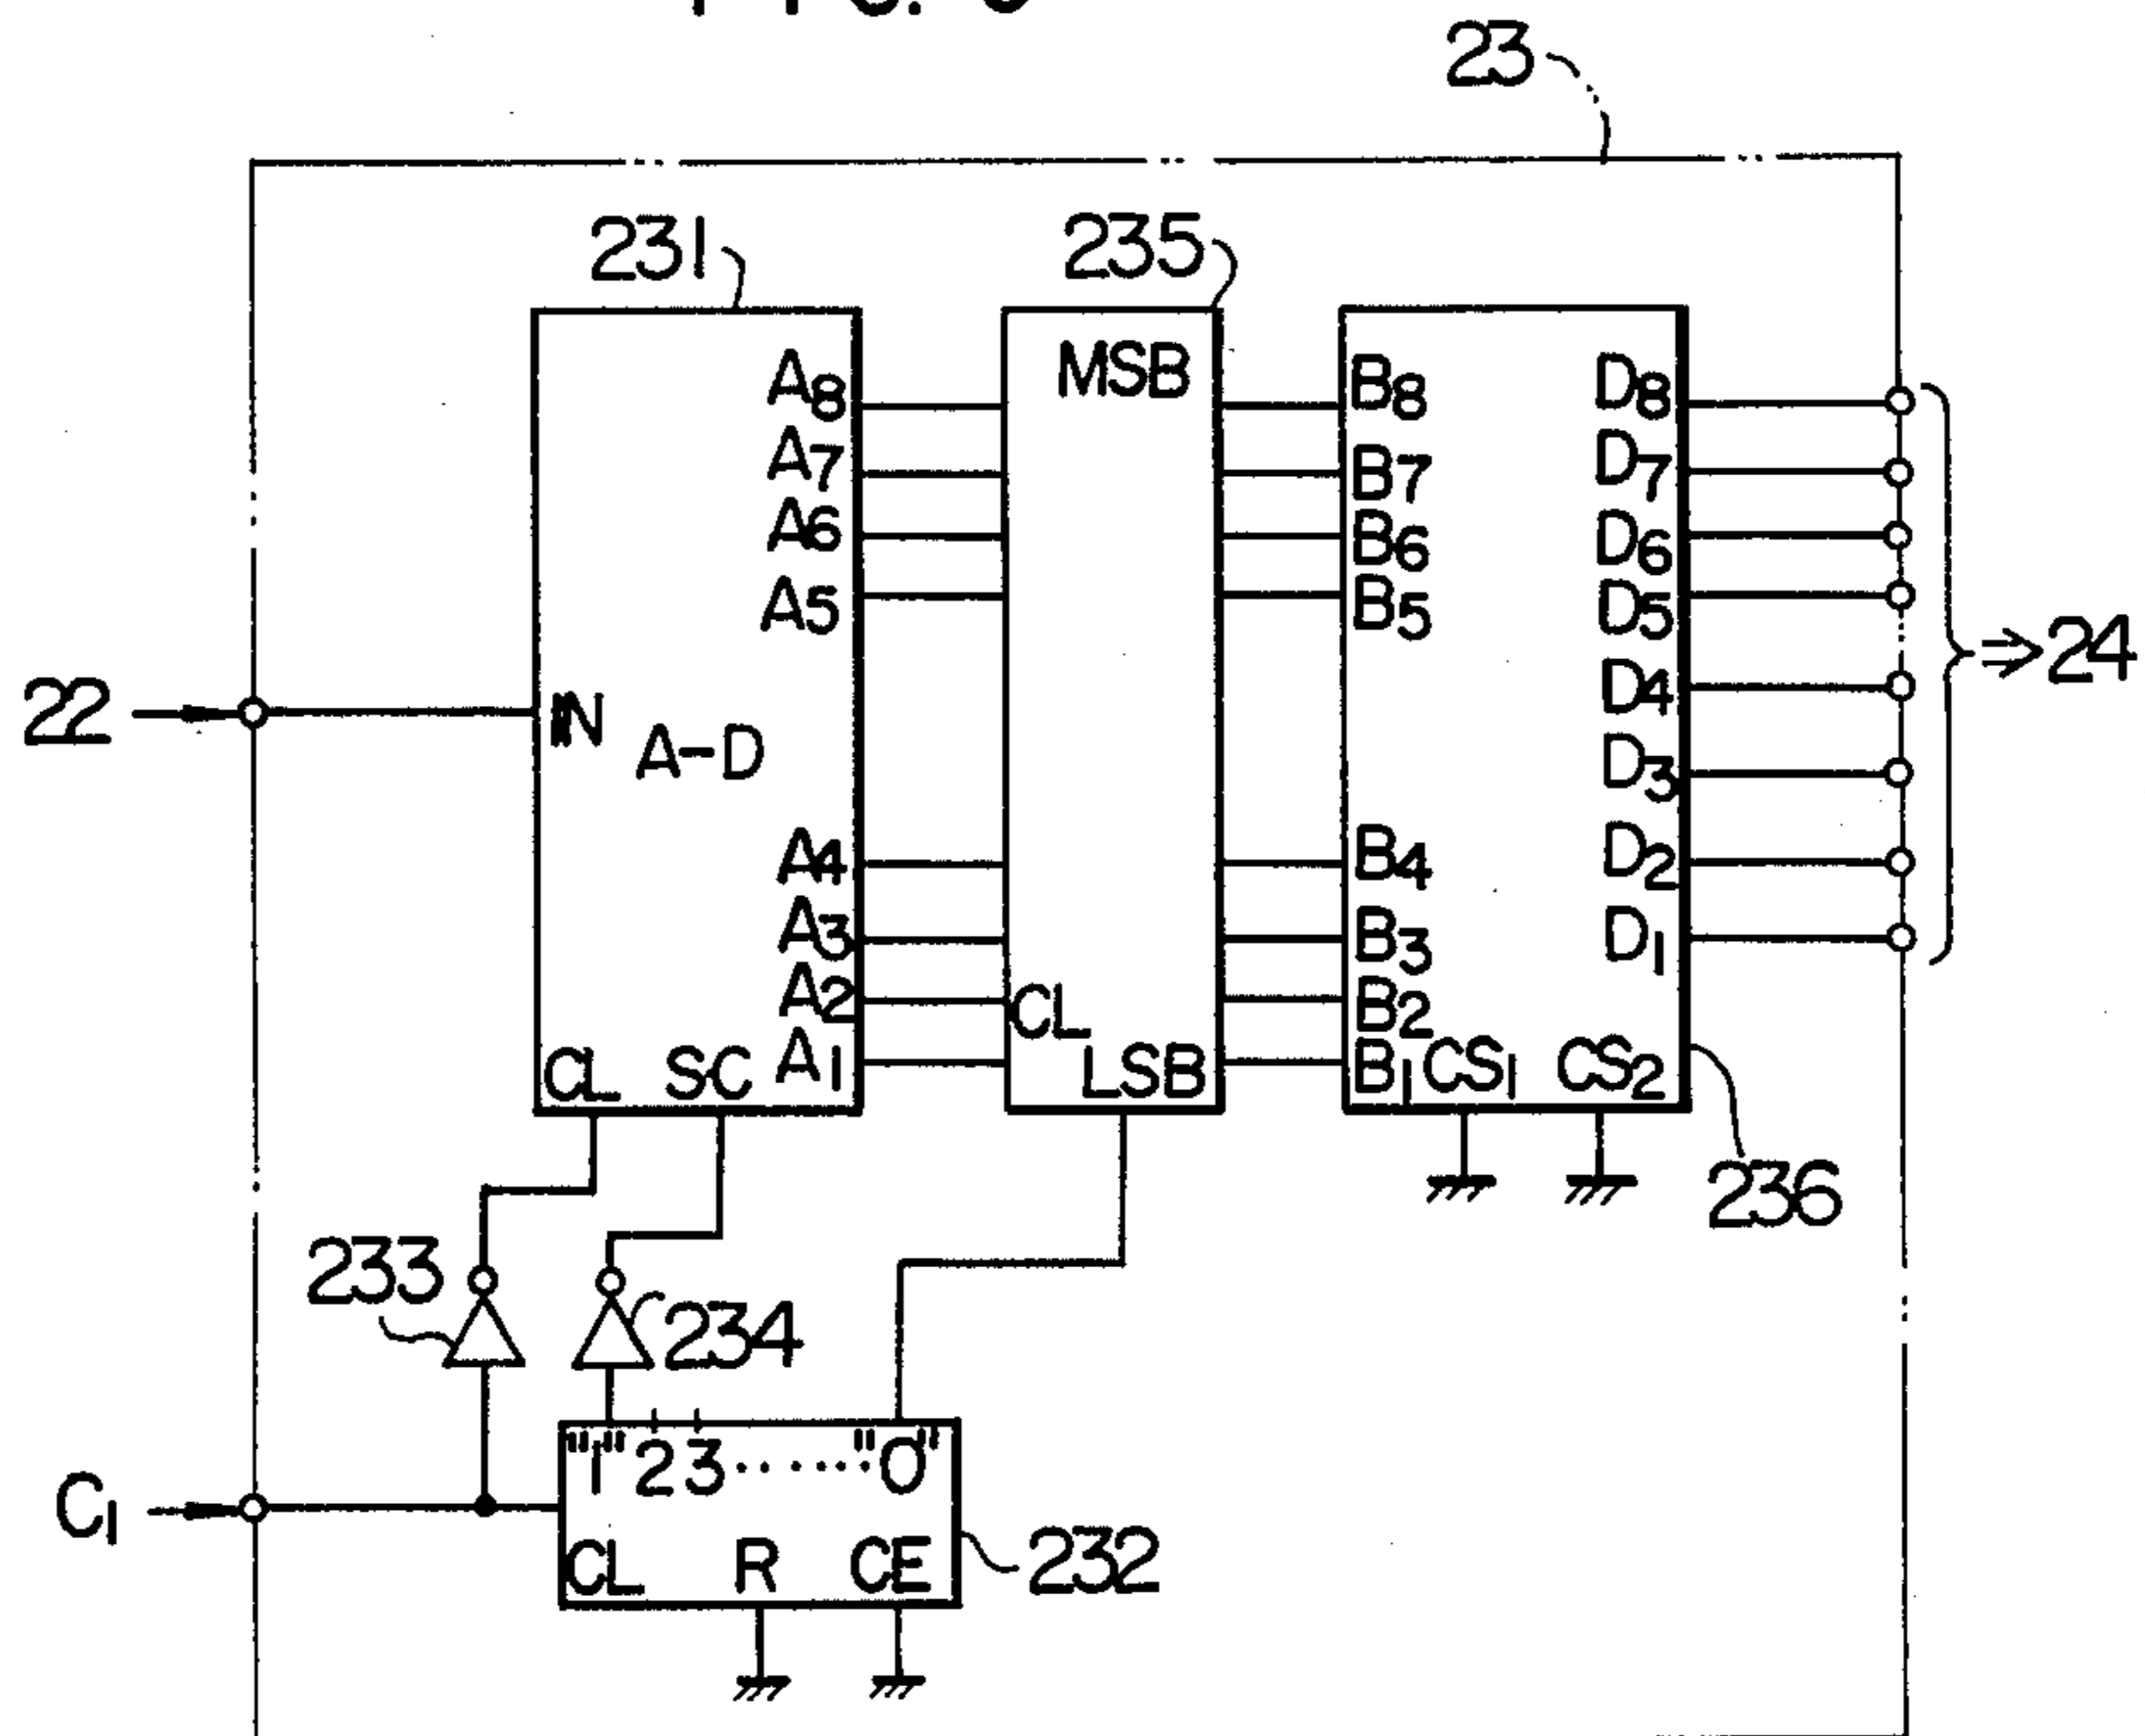 23
231
235
MSB
A8
B8
D8
A7
B7
D7
A6
B6
D6
A5
B5
D5
24
22
IN
A-D
D4
D3
A4
B4
D2
A3
B3
D1
A2
CL
B2
CL
SC
A1
LSB
B1
CS1
CS2
236
233
234
"1" 2 3 ······ "0"
C1
CL
R
CE
232